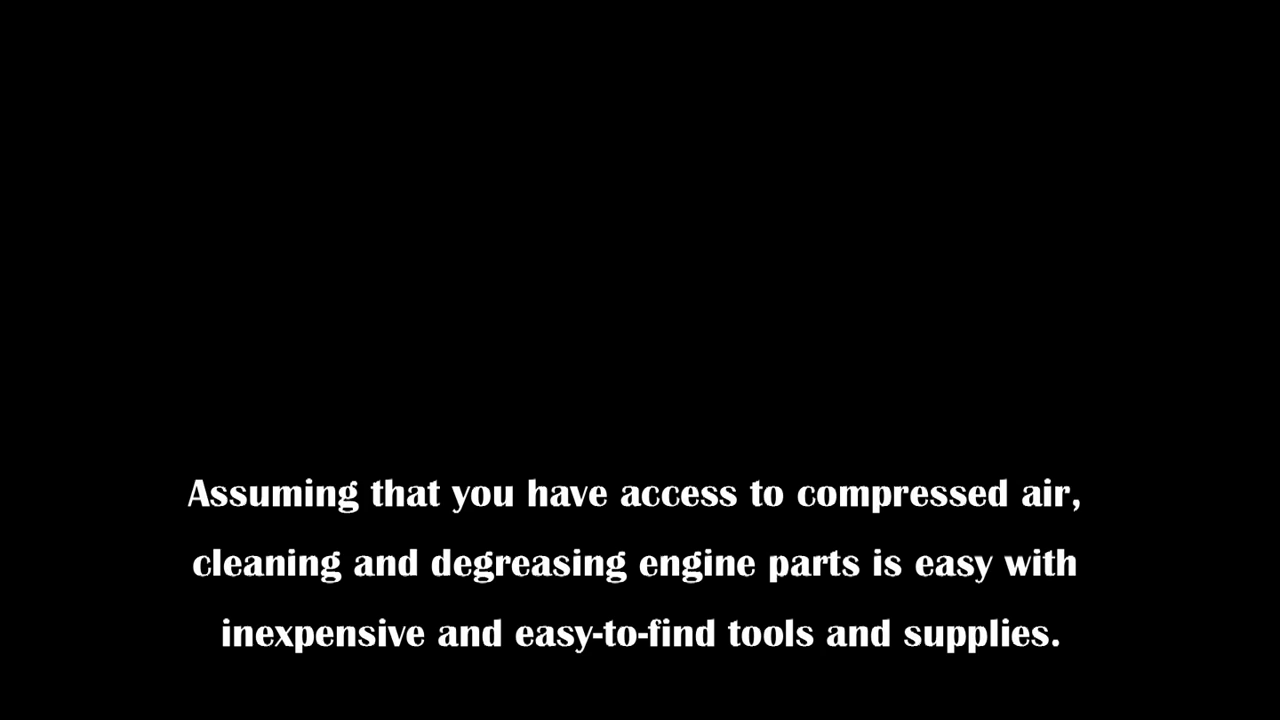 Assuming that you have access to compressed air,
cleaning and degreasing engine parts is easy with
inexpensive and easy-to-find tools and supplies.